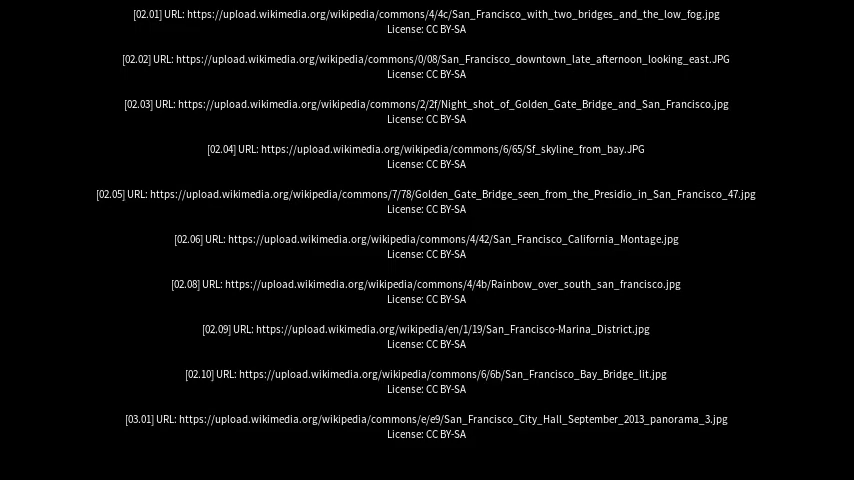 [02.01] URL: https://upload.wikimedia.org/wikipedia/commons/4/4c/San_Francisco_with_two_bridges_and_the_low_fog.jpg
License: CC BY-SA
[02.02] URL: https://upload.wikimedia.org/wikipedia/commons/0/08/San_Francisco_downtown_late_afternoon_looking_east.JPG
License: CC BY-SA
[02.03] URL: https://upload.wikimedia.org/wikipedia/commons/2/2f/Night_shot_of_Golden_Gate_Bridge_and_San_Francisco.jpg
License: CC BY-SA
[02.04] URL: https://upload.wikimedia.org/wikipedia/commons/6/65/Sf_skyline_from_bay.JPG
License: CC BY-SA
[02.05] URL: https://upload.wikimedia.org/wikipedia/commons/7/78/Golden_Gate_Bridge_seen_from_the_Presidio_in_San_Francisco_47.jpg
License: CC BY-SA
[02.06] URL: https://upload.wikimedia.org/wikipedia/commons/4/42/San_Francisco_California_Montage.jpg
License: CC BY-SA
[02.08] URL: https://upload.wikimedia.org/wikipedia/commons/4/4b/Rainbow_over_south_san_francisco.jpg
License: CC BY-SA
[02.09] URL: https://upload.wikimedia.org/wikipedia/en/1/19/San_Francisco-Marina_District.jpg
License: CC BY-SA
[02.10] URL: https://upload.wikimedia.org/wikipedia/commons/6/6b/San_Francisco_Bay_Bridge_lit.jpg
License: CC BY-SA
[03.01] URL: https://upload.wikimedia.org/wikipedia/commons/e/e9/San_Francisco_City_Hall_September_2013_panorama_3.jpg
License: CC BY-SA